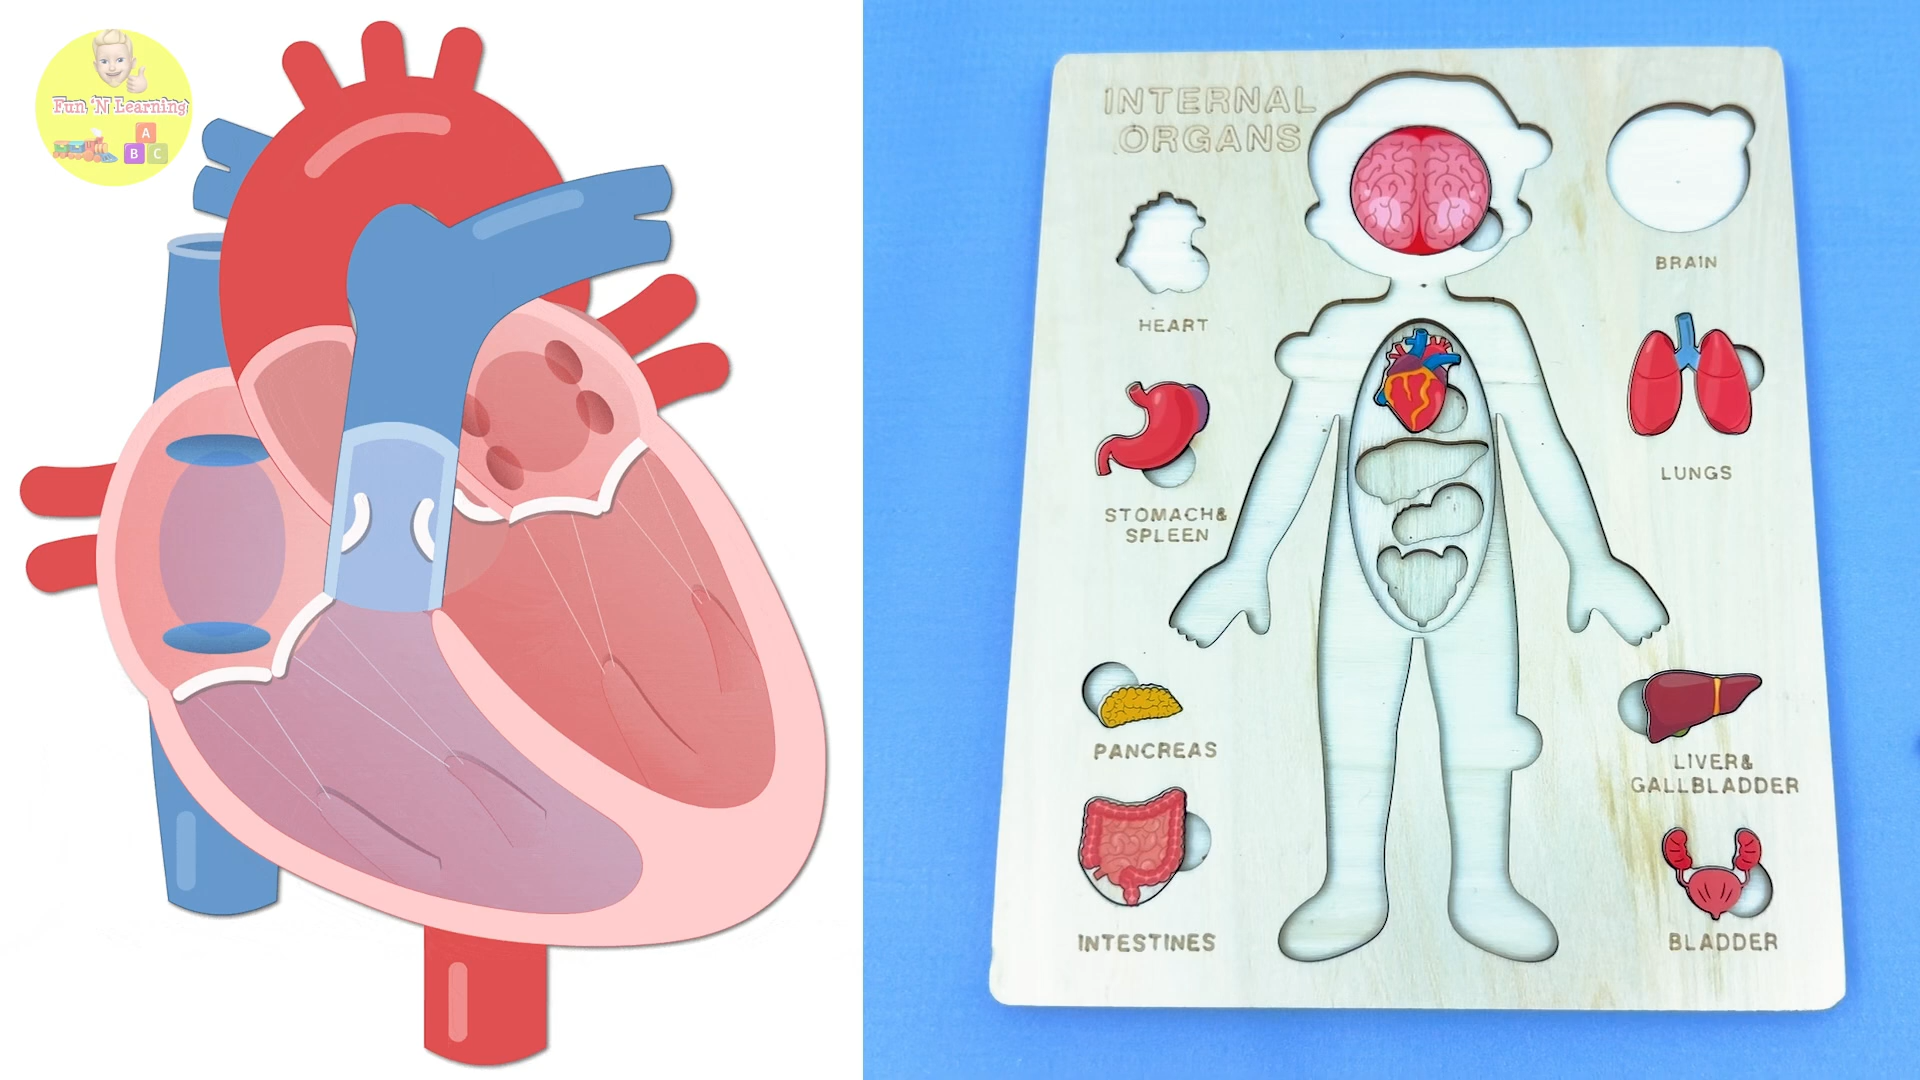 Fun 'N Learning
A
B C
INTERNAL
ORGANS
HEART
BRAIN
STOMACH&
SPLEEN
LUNGS
PANCREAS
LIVER&
GALLBLADDER
INTESTINES
BLADDER